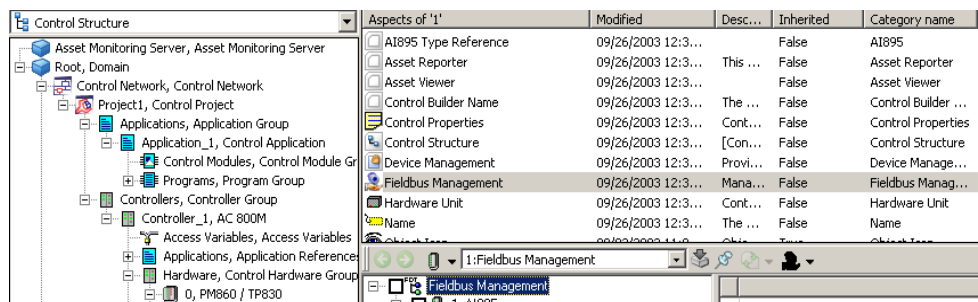 Control Structure
Asset Monitoring Server, Asset Monitoring Server
Root, Domain
Control Network, Control Network
Project1, Control Project
Applications, Application Group
Application_1, Control Application
Control Modules, Control Module Gr
Programs, Program Group
Controllers, Controller Group
Controller_1, AC 800M
Access Variables, Access Variables
Applications, Application Reference
Hardware, Control Hardware Group
0, PM860 / TP830
Aspects of '1' Modified Desc... Inherited Category name
AI895 Type Reference 09/26/2003 12:3... False AI895
Asset Reporter 09/26/2003 12:3... This ... False Asset Reporter
Asset Viewer 09/26/2003 12:3... False Asset Viewer
Control Builder Name 09/26/2003 12:3... The ... False Control Builder ...
Control Properties 09/26/2003 12:3... Cont... False Control Properties
Control Structure 09/26/2003 12:3... [Con... False Control Structure
Device Management 09/26/2003 12:3... Provi... False Device Manage...
Fieldbus Management 09/26/2003 12:3... Mana... False Fieldbus Manag...
Hardware Unit 09/26/2003 12:3... Cont... False Hardware Unit
Name 09/26/2003 12:3... The ... False Name
1:Fieldbus Management
FDT Fieldbus Management